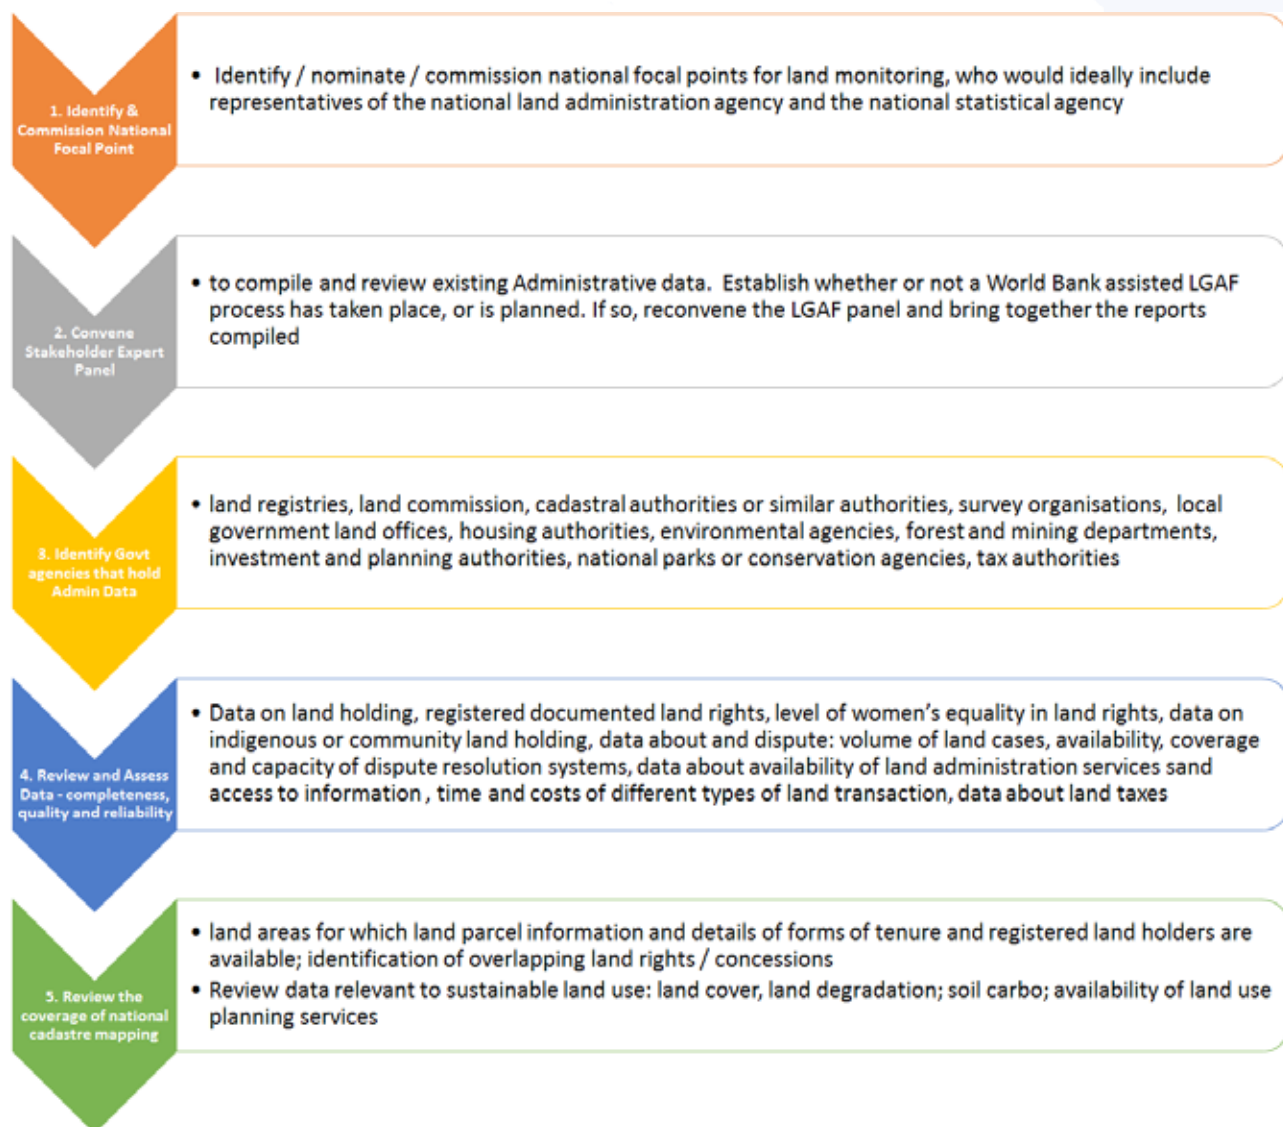 1. Identify &
Commission National
Focal Point
• Identify / nominate / commission national focal points for land monitoring, who would ideally include
representatives of the national land administration agency and the national statistical agency
2. Convene
Stakeholder Expert
Panel
• to compile and review existing Administrative data. Establish whether or not a World Bank assisted LGAF
process has taken place, or is planned. If so, reconvene the LGAF panel and bring together the reports
compiled
3. Identify Govt
agencies that hold
Admin Data
• land registries, land commission, cadastral authorities or similar authorities, survey organisations, local
government land offices, housing authorities, environmental agencies, forest and mining departments,
investment and planning authorities, national parks or conservation agencies, tax authorities
4. Review and Assess
Data - completeness,
quality and reliability
• Data on land holding, registered documented land rights, level of women's equality in land rights, data on
indigenous or community land holding, data about and dispute: volume of land cases, availability, coverage
and capacity of dispute resolution systems, data about availability of land administration services sand
access to information , time and costs of different types of land transaction, data about land taxes
5. Review the
coverage of national
cadastre mapping
• land areas for which land parcel information and details of forms of tenure and registered land holders are
available; identification of overlapping land rights / concessions
• Review data relevant to sustainable land use: land cover, land degradation; soil carbo; availability of land use
planning services